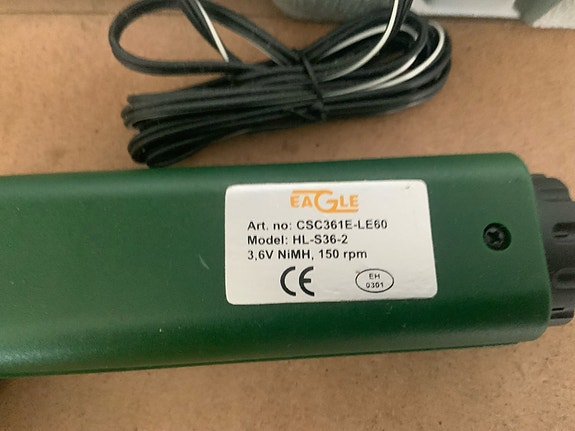 EAGLE
Art. no: CSC361E-LE60
Model: HL-S36-2
3,6V NiMH, 150 rpm
CE
EH
0301